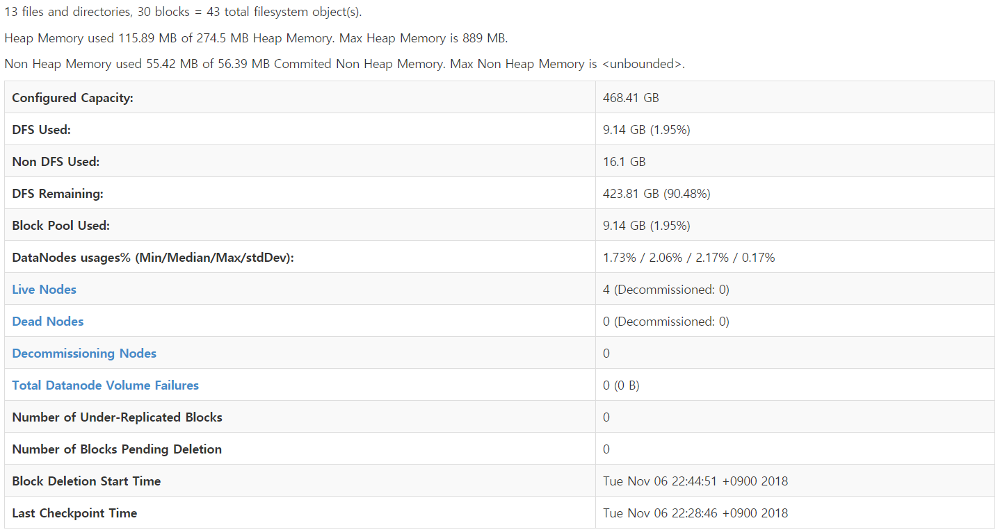 13 files and directories, 30 blocks = 43 total filesystem object(s).
Heap Memory used 115.89 MB of 274.5 MB Heap Memory. Max Heap Memory is 889 MB.
Non Heap Memory used 55.42 MB of 56.39 MB Commited Non Heap Memory. Max Non Heap Memory is <unbounded>.
Configured Capacity: 468.41 GB
DFS Used: 9.14 GB (1.95%)
Non DFS Used: 16.1 GB
DFS Remaining: 423.81 GB (90.48%)
Block Pool Used: 9.14 GB (1.95%)
DataNodes usages% (Min/Median/Max/stdDev): 1.73% / 2.06% / 2.17% / 0.17%
Live Nodes 4 (Decommissioned: 0)
Dead Nodes 0 (Decommissioned: 0)
Decommissioning Nodes 0
Total Datanode Volume Failures 0 (0 B)
Number of Under-Replicated Blocks 0
Number of Blocks Pending Deletion 0
Block Deletion Start Time Tue Nov 06 22:44:51 +0900 2018
Last Checkpoint Time Tue Nov 06 22:28:46 +0900 2018